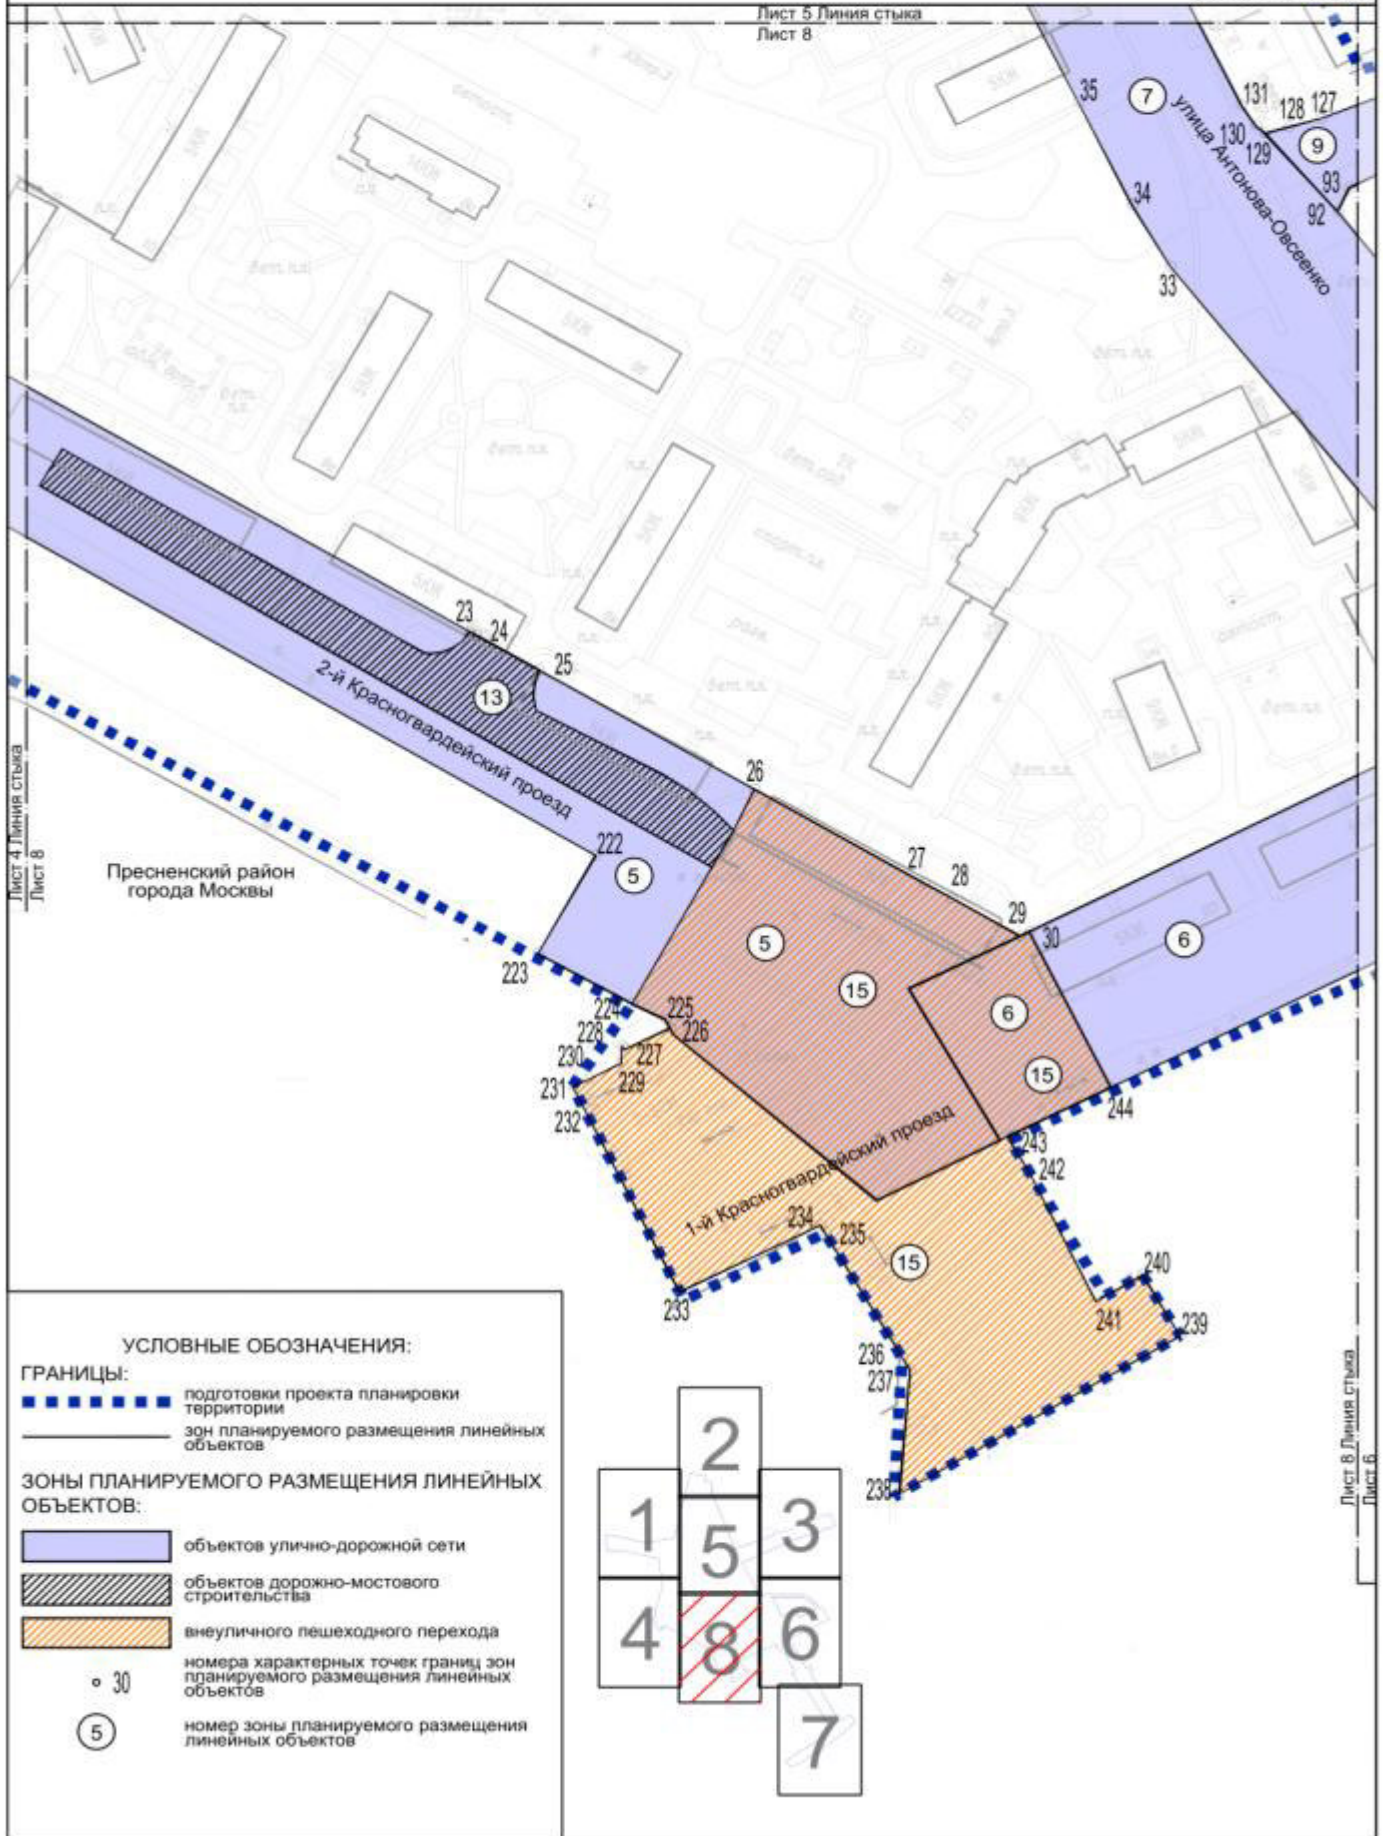 Лист 5 Линия стыка
Лист 8
35
7
улица Антонова-Овсеенко
131
128
127
130
129
9
93
92
34
33
23
24
25
13
2-й Красногвардейский проезд
26
222
5
27
28
29
30
6
5
15
6
15
Лист 4 Линия стыка
Лист 8
Пресненский район
города Москвы
223
224
225
226
228
227
230
229
231
232
1-й Красногвардейский проезд
244
243
242
234
235
15
233
240
241
239
236
237
238
Лист 8 Линия стыка
Лист 6
УСЛОВНЫЕ ОБОЗНАЧЕНИЯ:
ГРАНИЦЫ:
подготовки проекта планировки
территории
зон планируемого размещения линейных
объектов
ЗОНЫ ПЛАНИРУЕМОГО РАЗМЕЩЕНИЯ ЛИНЕЙНЫХ
ОБЪЕКТОВ:
объектов улично-дорожной сети
объектов дорожно-мостового
строительства
внеуличного пешеходного перехода
30
номера характерных точек границ зон
планируемого размещения линейных
объектов
5
номер зоны планируемого размещения
линейных объектов
2
1
5
3
4
8
6
7